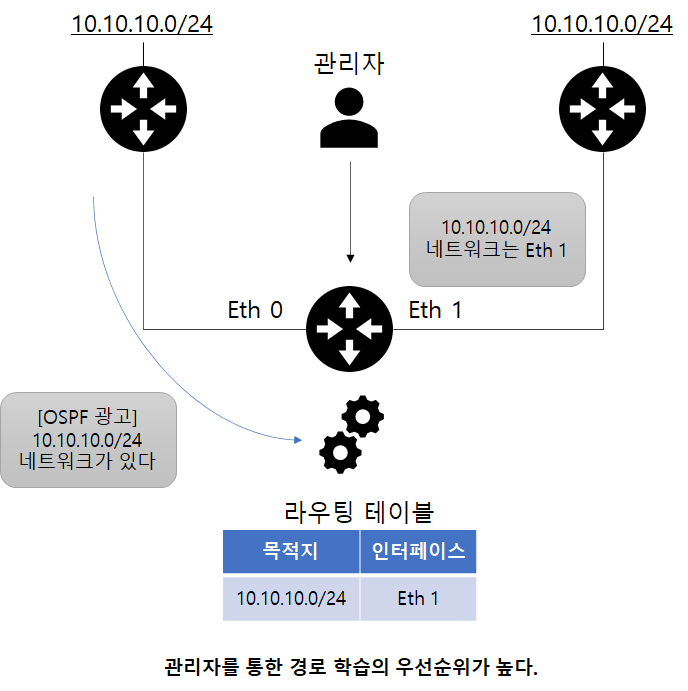 10.10.10.0/24
10.10.10.0/24
관리자
10.10.10.0/24
네트워크는 Eth 1
Eth 0
Eth 1
[OSPF 광고]
10.10.10.0/24
네트워크가 있다
라우팅 테이블
목적지 인터페이스
10.10.10.0/24 Eth 1
관리자를 통한 경로 학습의 우선순위가 높다.